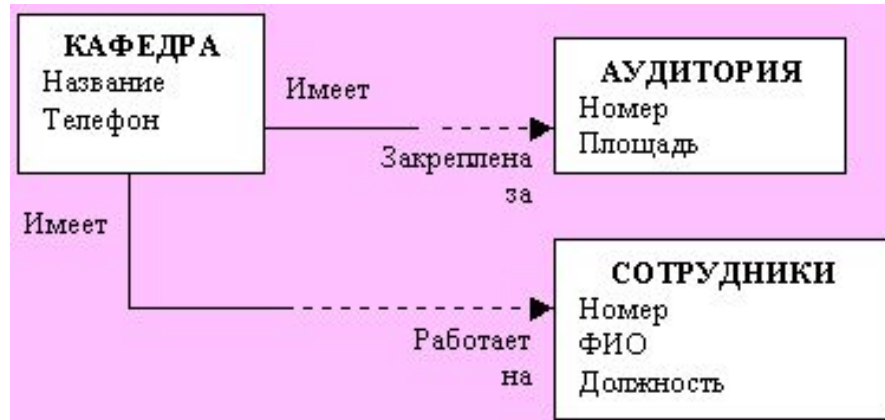 КАФЕДРА
Название
Телефон
Имеет
Закреплена
за
АУДИТОРИЯ
Номер
Площадь
Имеет
Работает
на
СОТРУДНИКИ
Номер
ФИО
Должность